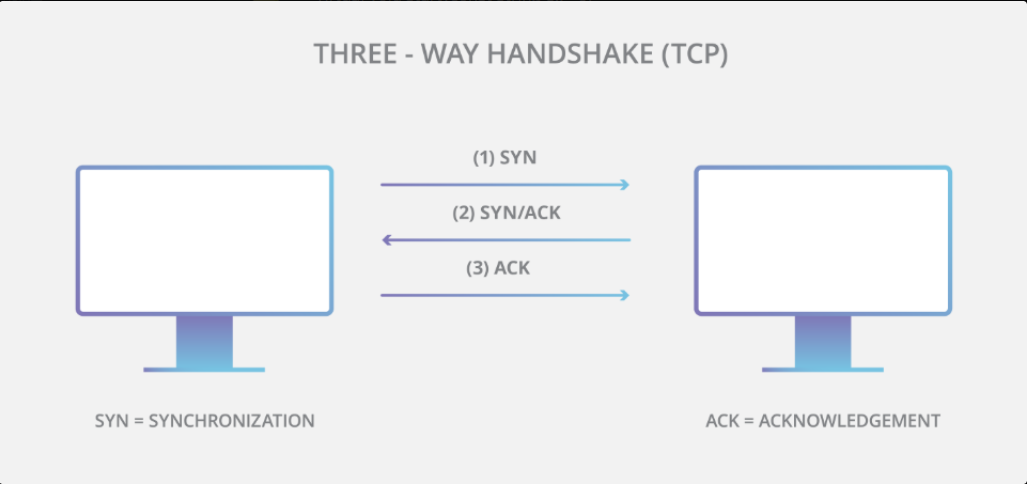 THREE - WAY HANDSHAKE (TCP)
(1) SYN
(2) SYN/ACK
(3) ACK
SYN = SYNCHRONIZATION
ACK = ACKNOWLEDGEMENT